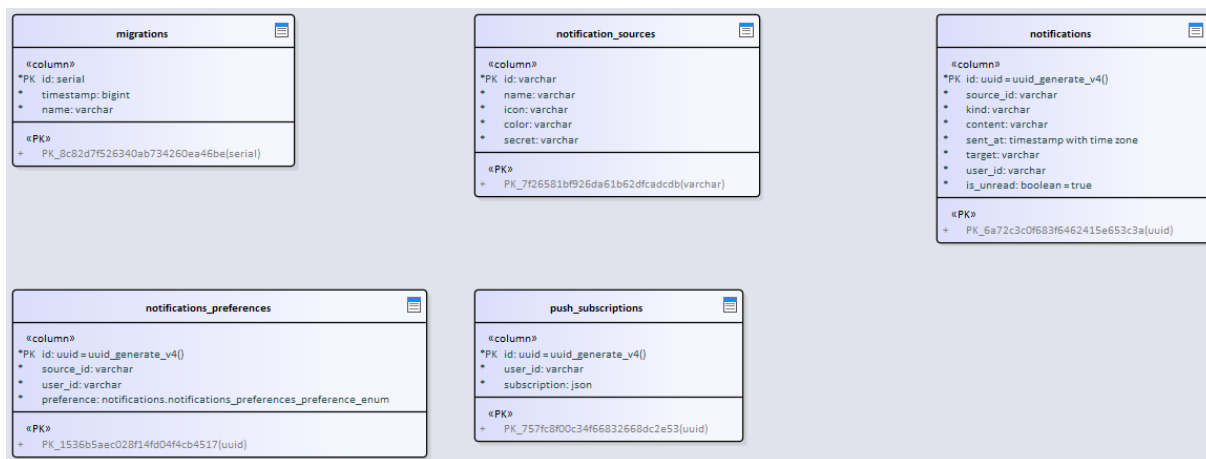 migrations
«column»
*PK id: serial
* timestamp: bigint
* name: varchar
«PK»
+ PK_8c82d7f526340ab734260ea46be(serial)
notification_sources
«column»
*PK id: varchar
* name: varchar
* icon: varchar
* color: varchar
* secret: varchar
«PK»
+ PK_7f26581bf926da61b62dfcadcdb(varchar)
notifications
«column»
*PK id: uuid = uuid_generate_v4()
* source_id: varchar
* kind: varchar
* content: varchar
* sent_at: timestamp with time zone
* target: varchar
* user_id: varchar
* is_unread: boolean = true
«PK»
+ PK_6a72c3c0f683f6462415e653c3a(uuid)
notifications_preferences
«column»
*PK id: uuid = uuid_generate_v4()
* source_id: varchar
* user_id: varchar
* preference: notifications.notifications_preferences_preference_enum
«PK»
+ PK_1536b5aec028f14fd04f4cb4517(uuid)
push_subscriptions
«column»
*PK id: uuid = uuid_generate_v4()
* user_id: varchar
* subscription: json
«PK»
+ PK_757fc8f00c34f66832668dc2e53(uuid)